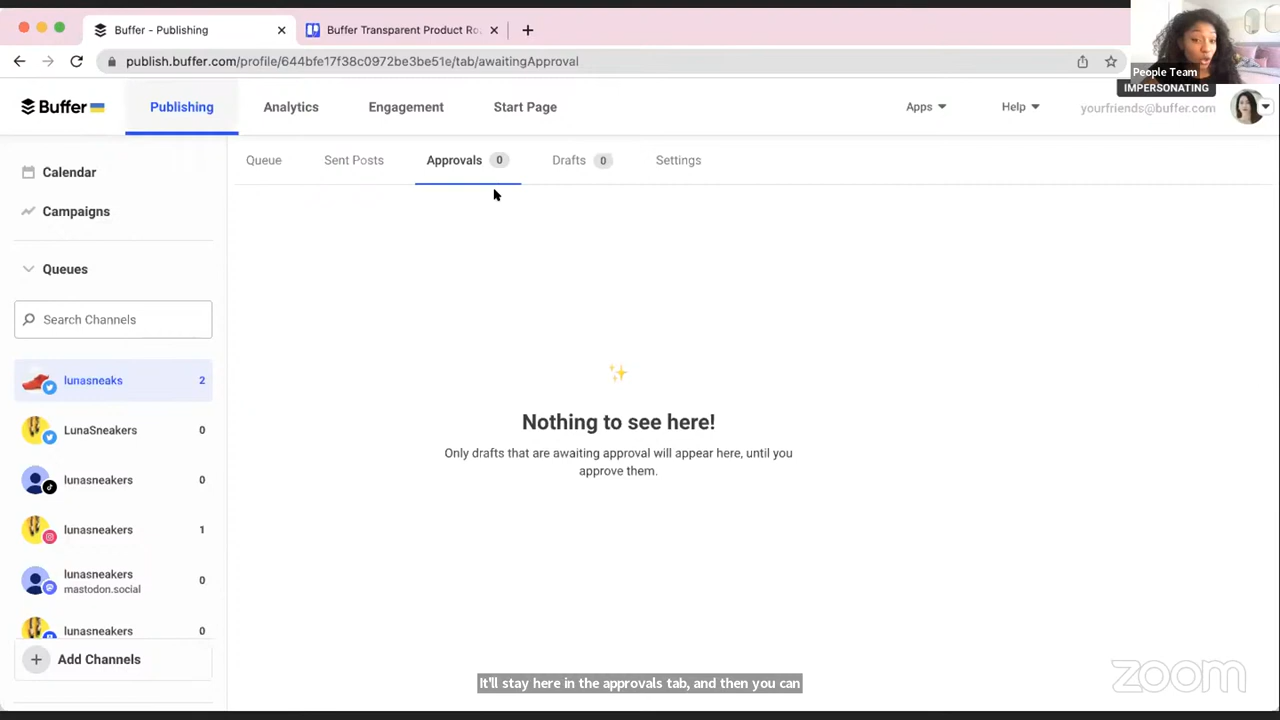 Buffer - Publishing
Buffer Transparent Product Ro
publish.buffer.com/profile/644bfe17f38c0972be3be51e/tab/awaitingApproval
People Team
IMPERSONATING
Buffer
Publishing
Analytics
Engagement
Start Page
Apps
Help
yourfriends@buffer.com
Calendar
Campaigns
Queues
Search Channels
lunasneaks 2
LunaSneakers 0
lunasneakers 0
lunasneakers 1
lunasneakers 0
mastodon.social
lunasneakers 0
Add Channels
Queue
Sent Posts
Approvals 0
Drafts 0
Settings
Nothing to see here!
Only drafts that are awaiting approval will appear here, until you
approve them.
It'll stay here in the approvals tab, and then you can
zoom